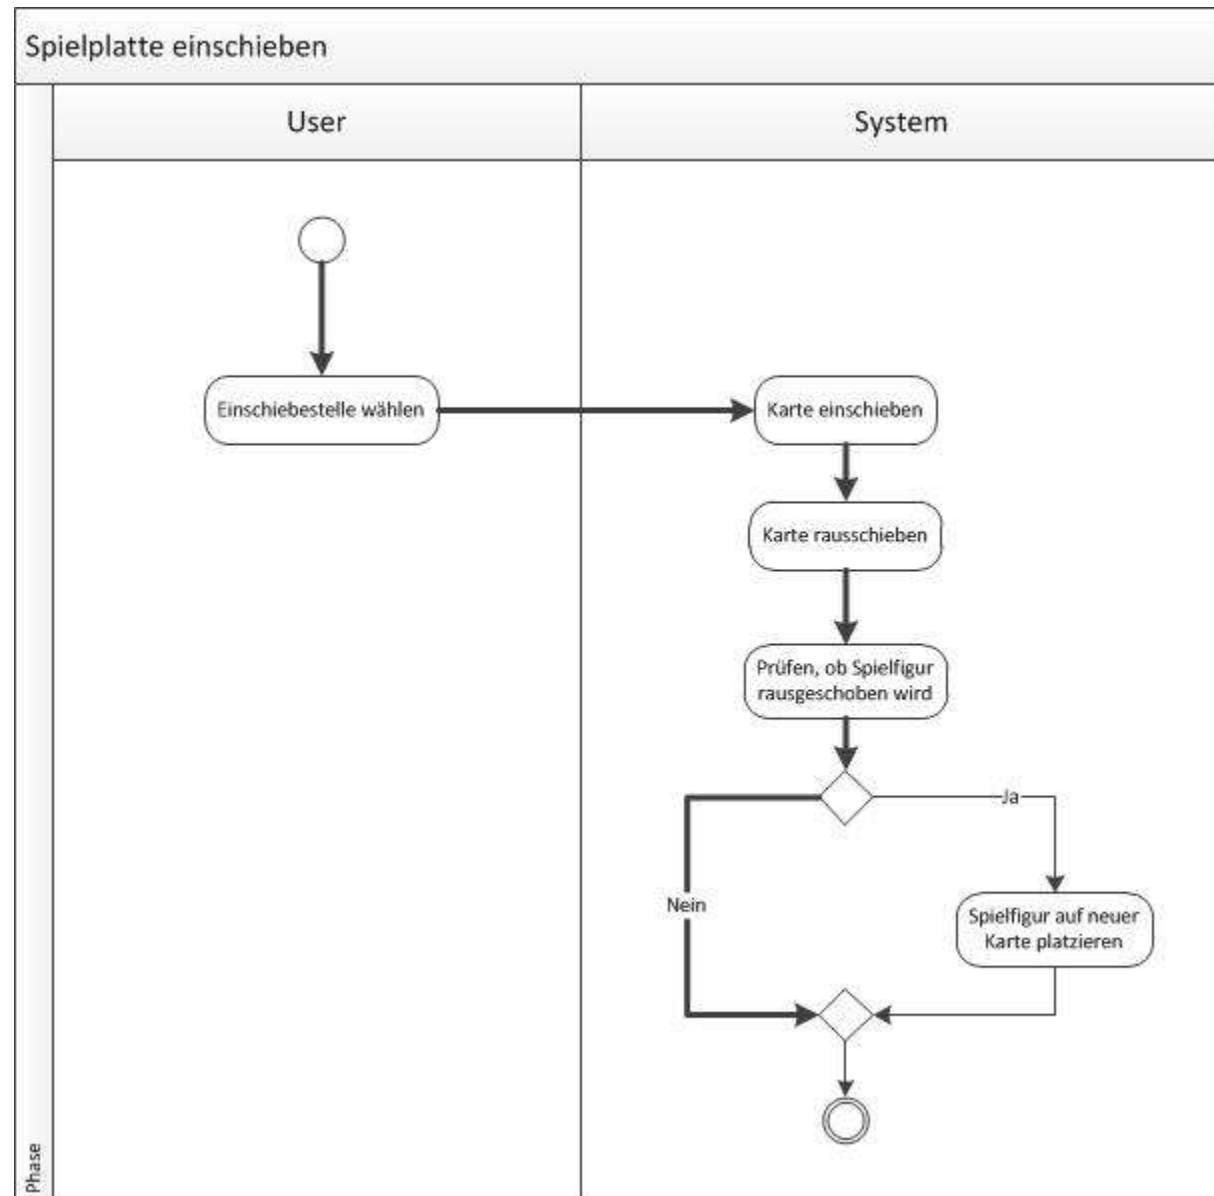 Spielplatte einschieben
User
System
Einschiebestelle wählen
Karte einschieben
Karte rausschieben
Prüfen, ob Spielfigur
rausgeschoben wird
Ja
Nein
Spielfigur auf neuer
Karte platzieren
Phase